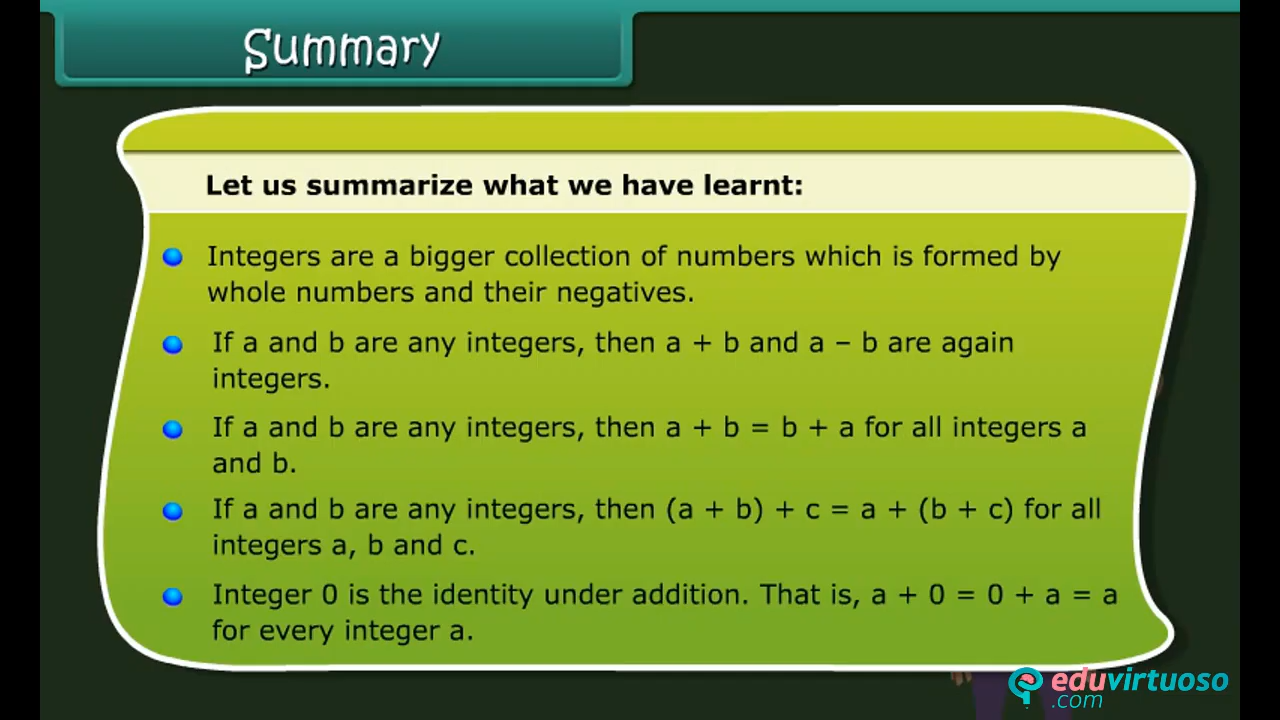 Summary
Let us summarize what we have learnt:
Integers are a bigger collection of numbers which is formed by
whole numbers and their negatives.
If a and b are any integers, then a + b and a – b are again
integers.
If a and b are any integers, then a + b = b + a for all integers a
and b.
If a and b are any integers, then (a + b) + c = a + (b + c) for all
integers a, b and c.
Integer 0 is the identity under addition. That is, a + 0 = 0 + a = a
for every integer a.
eduvirtuoso
.com